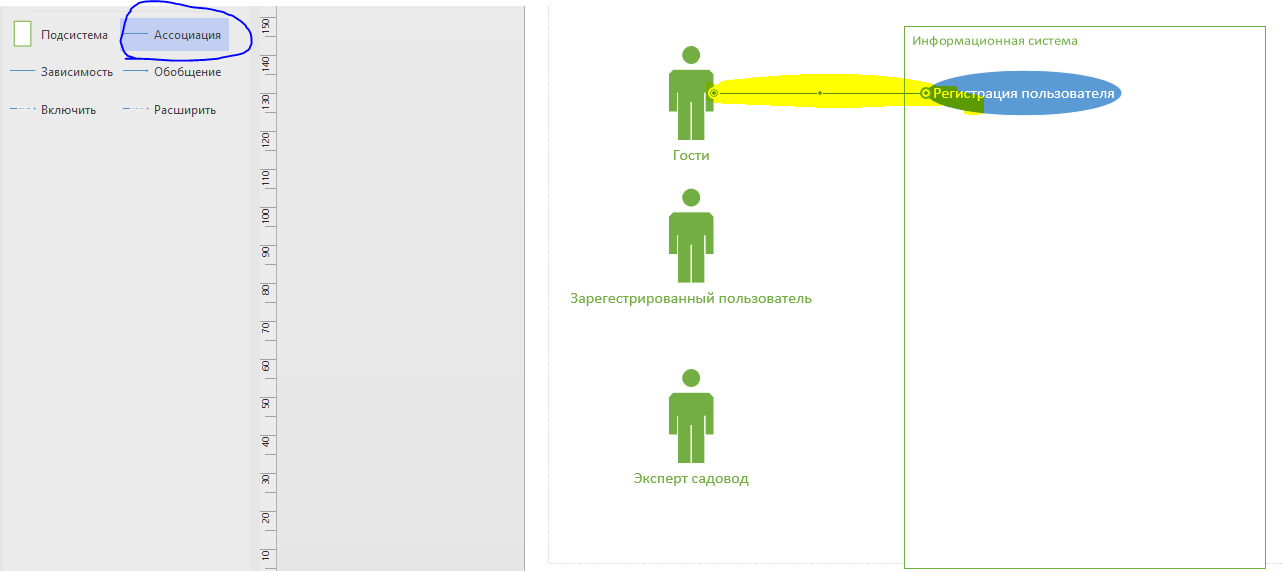 Подсистема
Ассоциация
Зависимость
Обобщение
Включить
Расширить
150
140
130
120
110
100
90
80
70
60
50
40
30
20
10
Информационная система
Регистрация пользователя
Гости
Зарегестрированный пользователь
Эксперт садовод